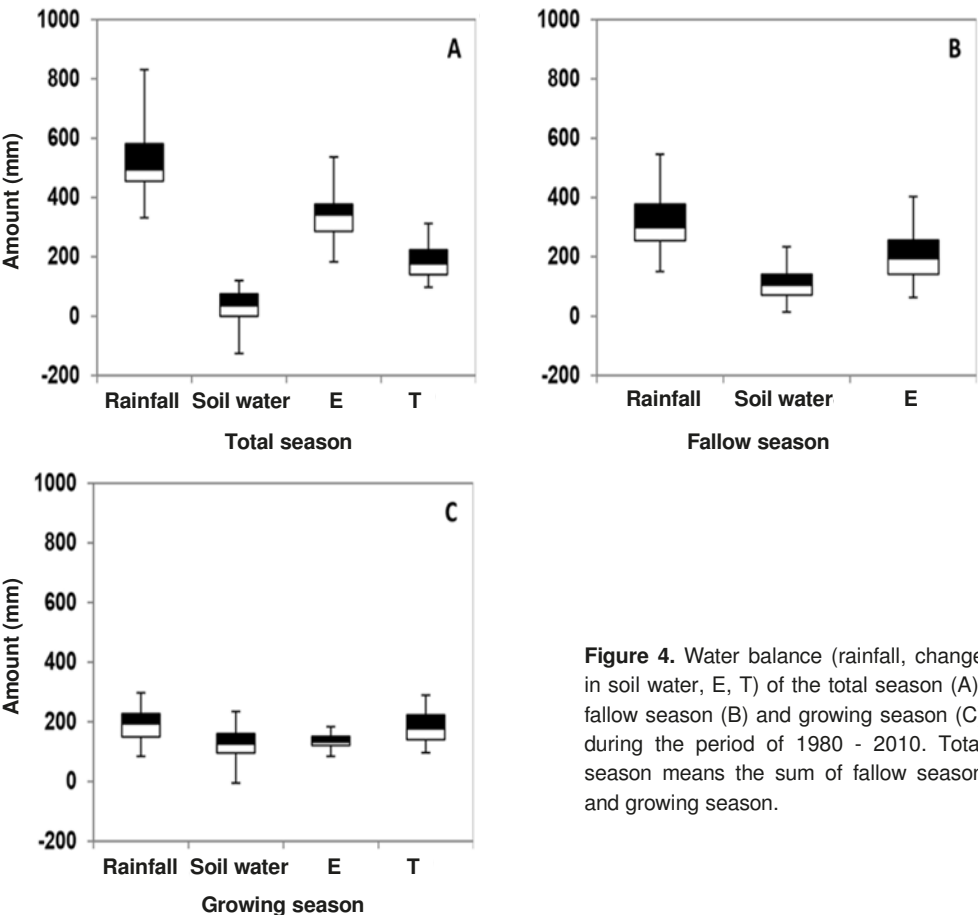 1000
800
600
400
200
0
-200
Amount (mm)
A
Rainfall Soil water E T
Total season
1000
800
600
400
200
0
-200
B
Rainfall Soil water E
Fallow season
1000
800
600
400
200
0
-200
Amount (mm)
C
Rainfall Soil water E T
Growing season
Figure 4. Water balance (rainfall, change
in soil water, E, T) of the total season (A)
fallow season (B) and growing season (C
during the period of 1980 - 2010. Tota
season means the sum of fallow season
and growing season.